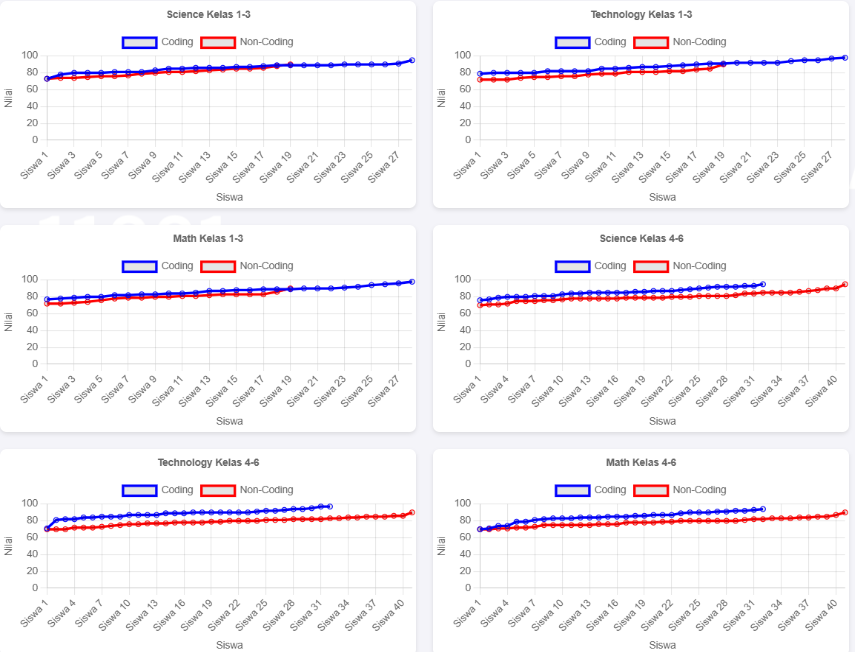 Science Kelas 1-3
Coding Non-Coding
100
80
60
40
20
0
Nilai
Siswa 1 Siswa 3 Siswa 5 Siswa 7 Siswa 9 Siswa 11 Siswa 13 Siswa 15 Siswa 17 Siswa 19 Siswa 21 Siswa 23 Siswa 25 Siswa 27
Siswa
Technology Kelas 1-3
Coding Non-Coding
100
80
60
40
20
0
Nilai
Siswa 1 Siswa 3 Siswa 5 Siswa 7 Siswa 9 Siswa 11 Siswa 13 Siswa 15 Siswa 17 Siswa 19 Siswa 21 Siswa 23 Siswa 25 Siswa 27
Siswa
Math Kelas 1-3
Coding Non-Coding
100
80
60
40
20
0
Nilai
Siswa 1 Siswa 3 Siswa 5 Siswa 7 Siswa 9 Siswa 11 Siswa 13 Siswa 15 Siswa 17 Siswa 19 Siswa 21 Siswa 23 Siswa 25 Siswa 27
Siswa
Science Kelas 4-6
Coding Non-Coding
100
80
60
40
20
0
Nilai
Siswa 1 Siswa 4 Siswa 7 Siswa 10 Siswa 13 Siswa 16 Siswa 19 Siswa 22 Siswa 25 Siswa 28 Siswa 31 Siswa 34 Siswa 37 Siswa 40
Siswa
Technology Kelas 4-6
Coding Non-Coding
100
80
60
40
20
0
Nilai
Siswa 1 Siswa 4 Siswa 7 Siswa 10 Siswa 13 Siswa 16 Siswa 19 Siswa 22 Siswa 25 Siswa 28 Siswa 31 Siswa 34 Siswa 37 Siswa 40
Siswa
Math Kelas 4-6
Coding Non-Coding
100
80
60
40
20
0
Nilai
Siswa 1 Siswa 4 Siswa 7 Siswa 10 Siswa 13 Siswa 16 Siswa 19 Siswa 22 Siswa 25 Siswa 28 Siswa 31 Siswa 34 Siswa 37 Siswa 40
Siswa